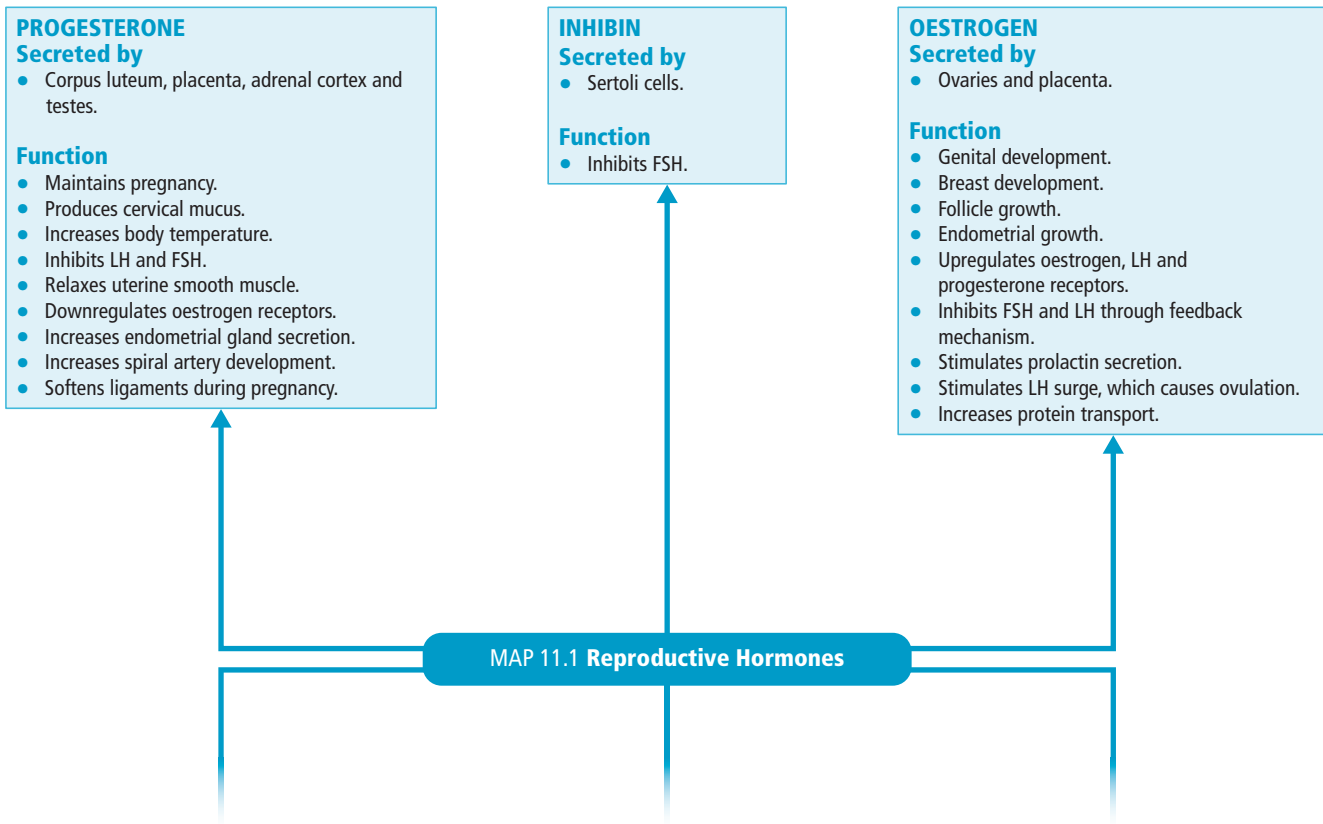 PROGESTERONE
Secreted by
● Corpus luteum, placenta, adrenal cortex and
testes.
Function
● Maintains pregnancy.
● Produces cervical mucus.
● Increases body temperature.
● Inhibits LH and FSH.
● Relaxes uterine smooth muscle.
● Downregulates oestrogen receptors.
● Increases endometrial gland secretion.
● Increases spiral artery development.
● Softens ligaments during pregnancy.
INHIBIN
Secreted by
● Sertoli cells.
Function
● Inhibits FSH.
OESTROGEN
Secreted by
● Ovaries and placenta.
Function
● Genital development.
● Breast development.
● Follicle growth.
● Endometrial growth.
● Upregulates oestrogen, LH and
progesterone receptors.
● Inhibits FSH and LH through feedback
mechanism.
● Stimulates prolactin secretion.
● Stimulates LH surge, which causes ovulation.
● Increases protein transport.
MAP 11.1 Reproductive Hormones